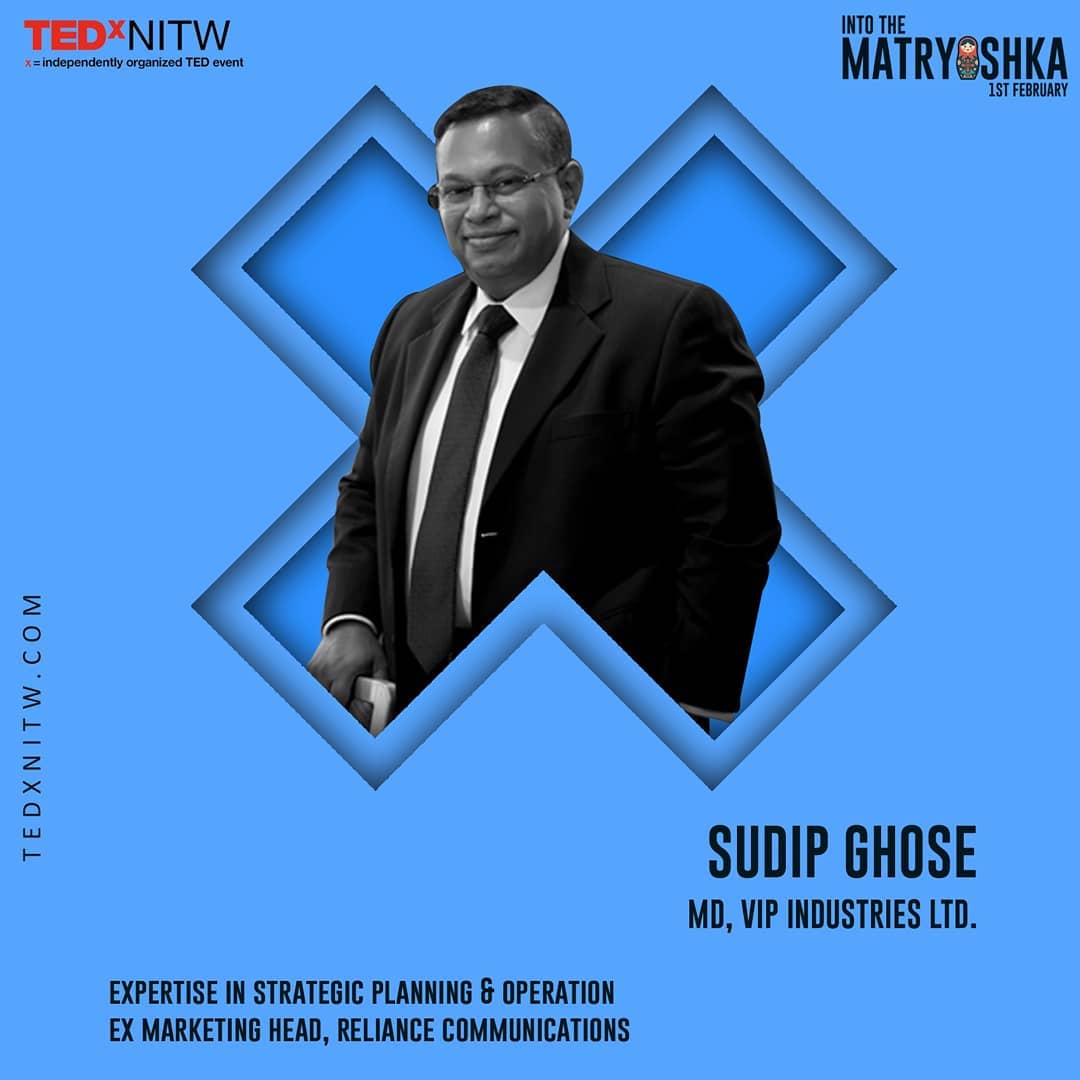 TEDxNITW
x = independently organized TED event
INTO THE
MATRYOSHKA
1ST FEBRUARY
TEDXNITW.COM
SUDIP GHOSE
MD, VIP INDUSTRIES LTD.
EXPERTISE IN STRATEGIC PLANNING & OPERATION
EX MARKETING HEAD, RELIANCE COMMUNICATIONS